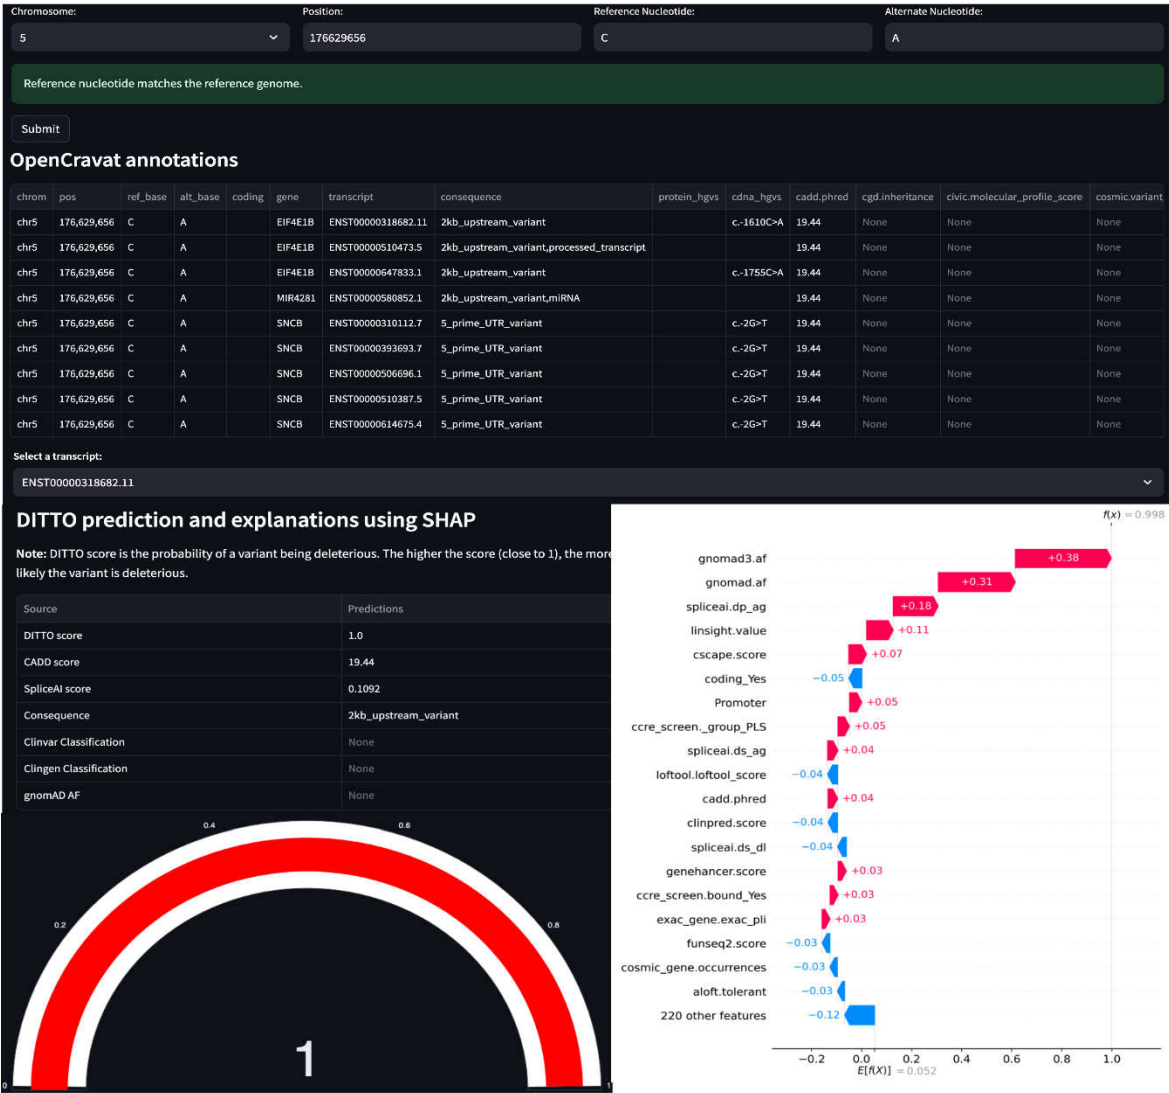 Chromosome: Position: Reference Nucleotide: Alternate Nucleotide:
5 176629656 C A
Reference nucleotide matches the reference genome.
Submit
OpenCravat annotations
chrom pos ref_base alt_base coding gene transcript consequence protein_hgvs cdna_hgvs cadd.phred cgd.inheritance civic.molecular_profile_score cosmic.variant
chr5 176,629,656 C A EIF4E1B ENST00000318682.11 2kb_upstream_variant c.-1610C>A 19.44 None None None
chr5 176,629,656 C A EIF4E1B ENST00000510473.5 2kb_upstream_variant,processed_transcript 19.44 None None None
chr5 176,629,656 C A EIF4E1B ENST00000647833.1 2kb_upstream_variant c.-1755C>A 19.44 None None None
chr5 176,629,656 C A MIR4281 ENST00000580852.1 2kb_upstream_variant,miRNA 19.44 None None None
chr5 176,629,656 C A SNCB ENST00000310112.7 5_prime_UTR_variant c.-2G>T 19.44 None None None
chr5 176,629,656 C A SNCB ENST00000393693.7 5_prime_UTR_variant c.-2G>T 19.44 None None None
chr5 176,629,656 C A SNCB ENST00000506696.1 5_prime_UTR_variant c.-2G>T 19.44 None None None
chr5 176,629,656 C A SNCB ENST00000510387.5 5_prime_UTR_variant c.-2G>T 19.44 None None None
chr5 176,629,656 C A SNCB ENST00000614675.4 5_prime_UTR_variant c.-2G>T 19.44 None None None
Select a transcript:
ENST00000318682.11
DITTO prediction and explanations using SHAP
Note: DITTO score is the probability of a variant being deleterious. The higher the score (close to 1), the more
likely the variant is deleterious.
Source Predictions
DITTO score 1.0
CADD score 19.44
SpliceAI score 0.1092
Consequence 2kb_upstream_variant
Clinvar Classification None
Clingen Classification None
gnomAD AF None
0 0.2 0.4 0.6 0.8 1
1
f(x) = 0.998
gnomad3.af +0.38
gnomad.af +0.31
spliceai.dp_ag +0.18
linsight.value +0.11
cscape.score +0.07
coding_Yes −0.05
Promoter +0.05
ccre_screen._group_PLS +0.05
spliceai.ds_ag +0.04
loftool.loftool_score −0.04
cadd.phred +0.04
clinpred.score −0.04
spliceai.ds_dl −0.04
genehancer.score +0.03
ccre_screen.bound_Yes +0.03
exac_gene.exac_pli +0.03
funseq2.score −0.03
cosmic_gene.occurrences −0.03
aloft.tolerant −0.03
220 other features −0.12
−0.2 0.0 0.2 0.4 0.6 0.8 1.0
E[f(X)] = 0.052